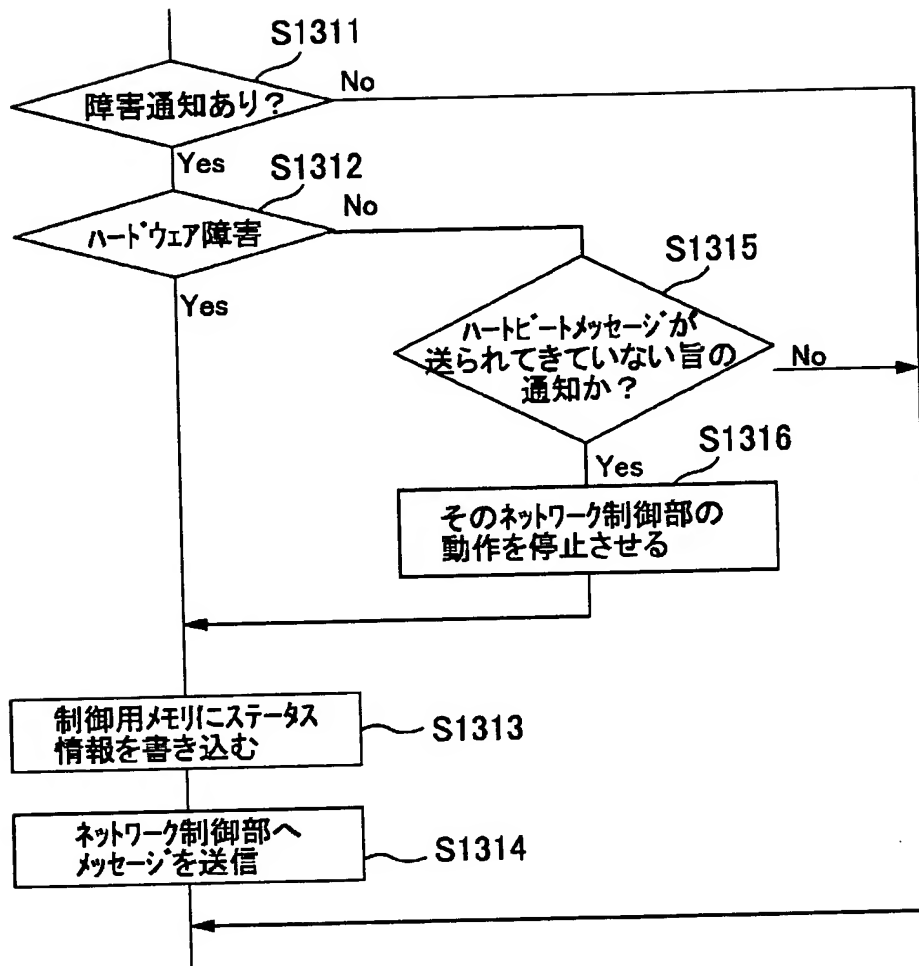 S1311
障害通知あり？
No
Yes
S1312
ハードウェア障害
No
Yes
S1315
ハートビートメッセージが
送られてきていない旨の
通知か？
No
S1316
Yes
そのネットワーク制御部の
動作を停止させる
制御用メモリにステータス
情報を書き込む
S1313
ネットワーク制御部へ
メッセージを送信
S1314